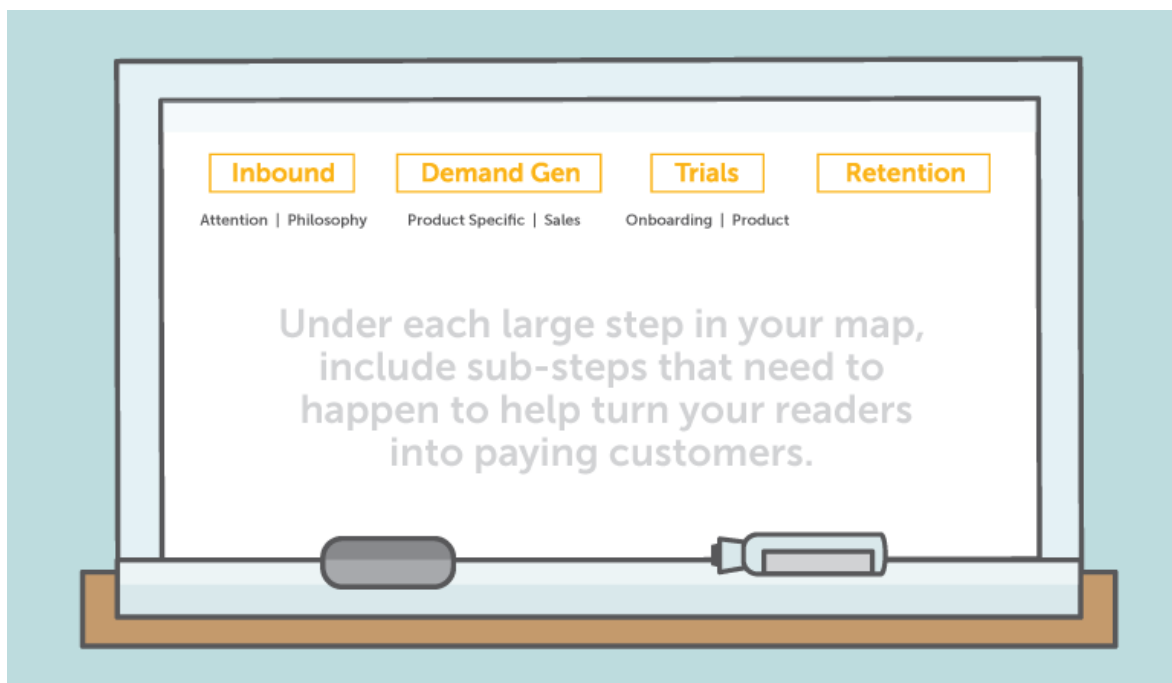 Inbound Demand Gen Trials Retention
Attention | Philosophy Product Specific | Sales Onboarding | Product
Under each large step in your map,
include sub-steps that need to
happen to help turn your readers
into paying customers.